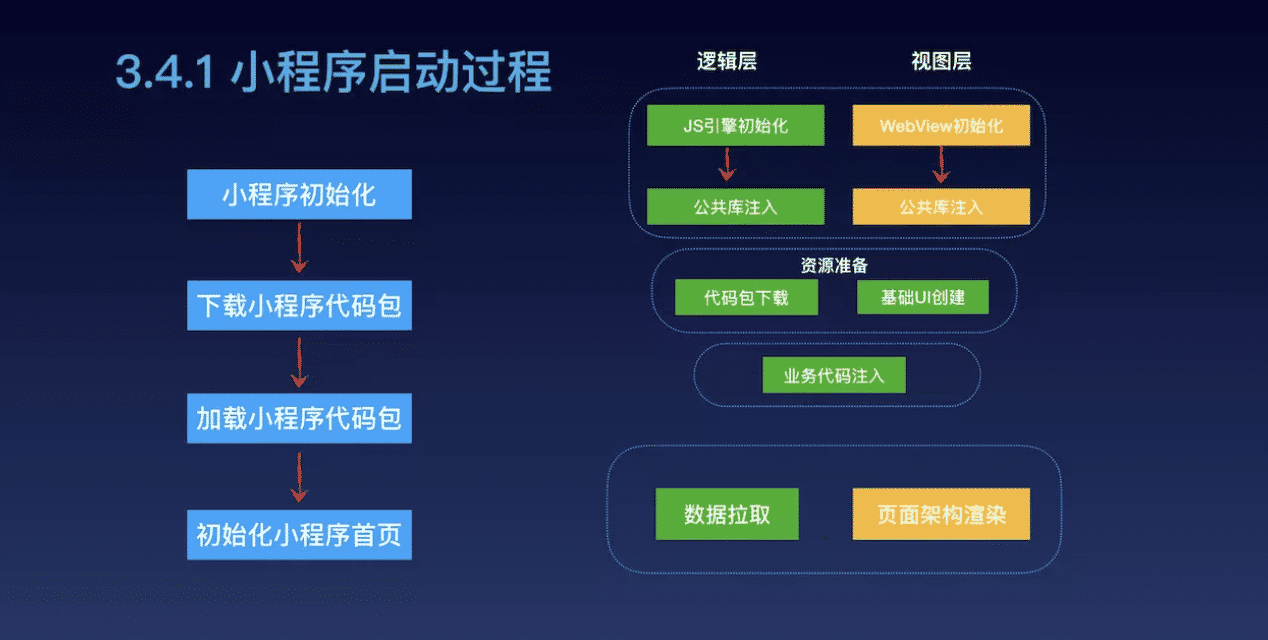 3.4.1 小程序启动过程
小程序初始化
下载小程序代码包
加载小程序代码包
初始化小程序首页
逻辑层 视图层
JS引擎初始化 WebView初始化
公共库注入 公共库注入
资源准备
代码包下载 基础UI创建
业务代码注入
数据拉取 页面架构渲染